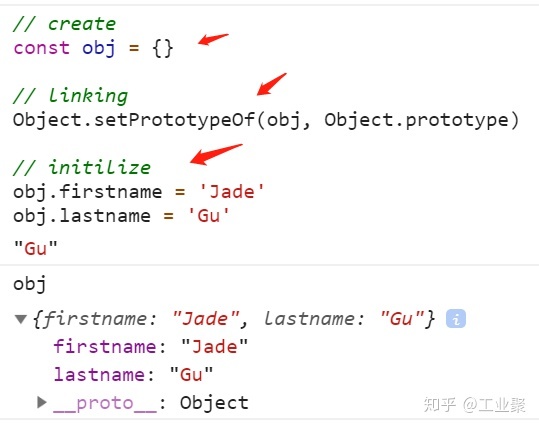 // create
const obj = {}
// linking
Object.setPrototypeOf(obj, Object.prototype)
// initilize
obj.firstname = 'Jade'
obj.lastname = 'Gu'
"Gu"
obj
▼{firstname: "Jade", lastname: "Gu"} i
firstname: "Jade"
lastname: "Gu"
▶__proto__: Object
知乎 @工业聚